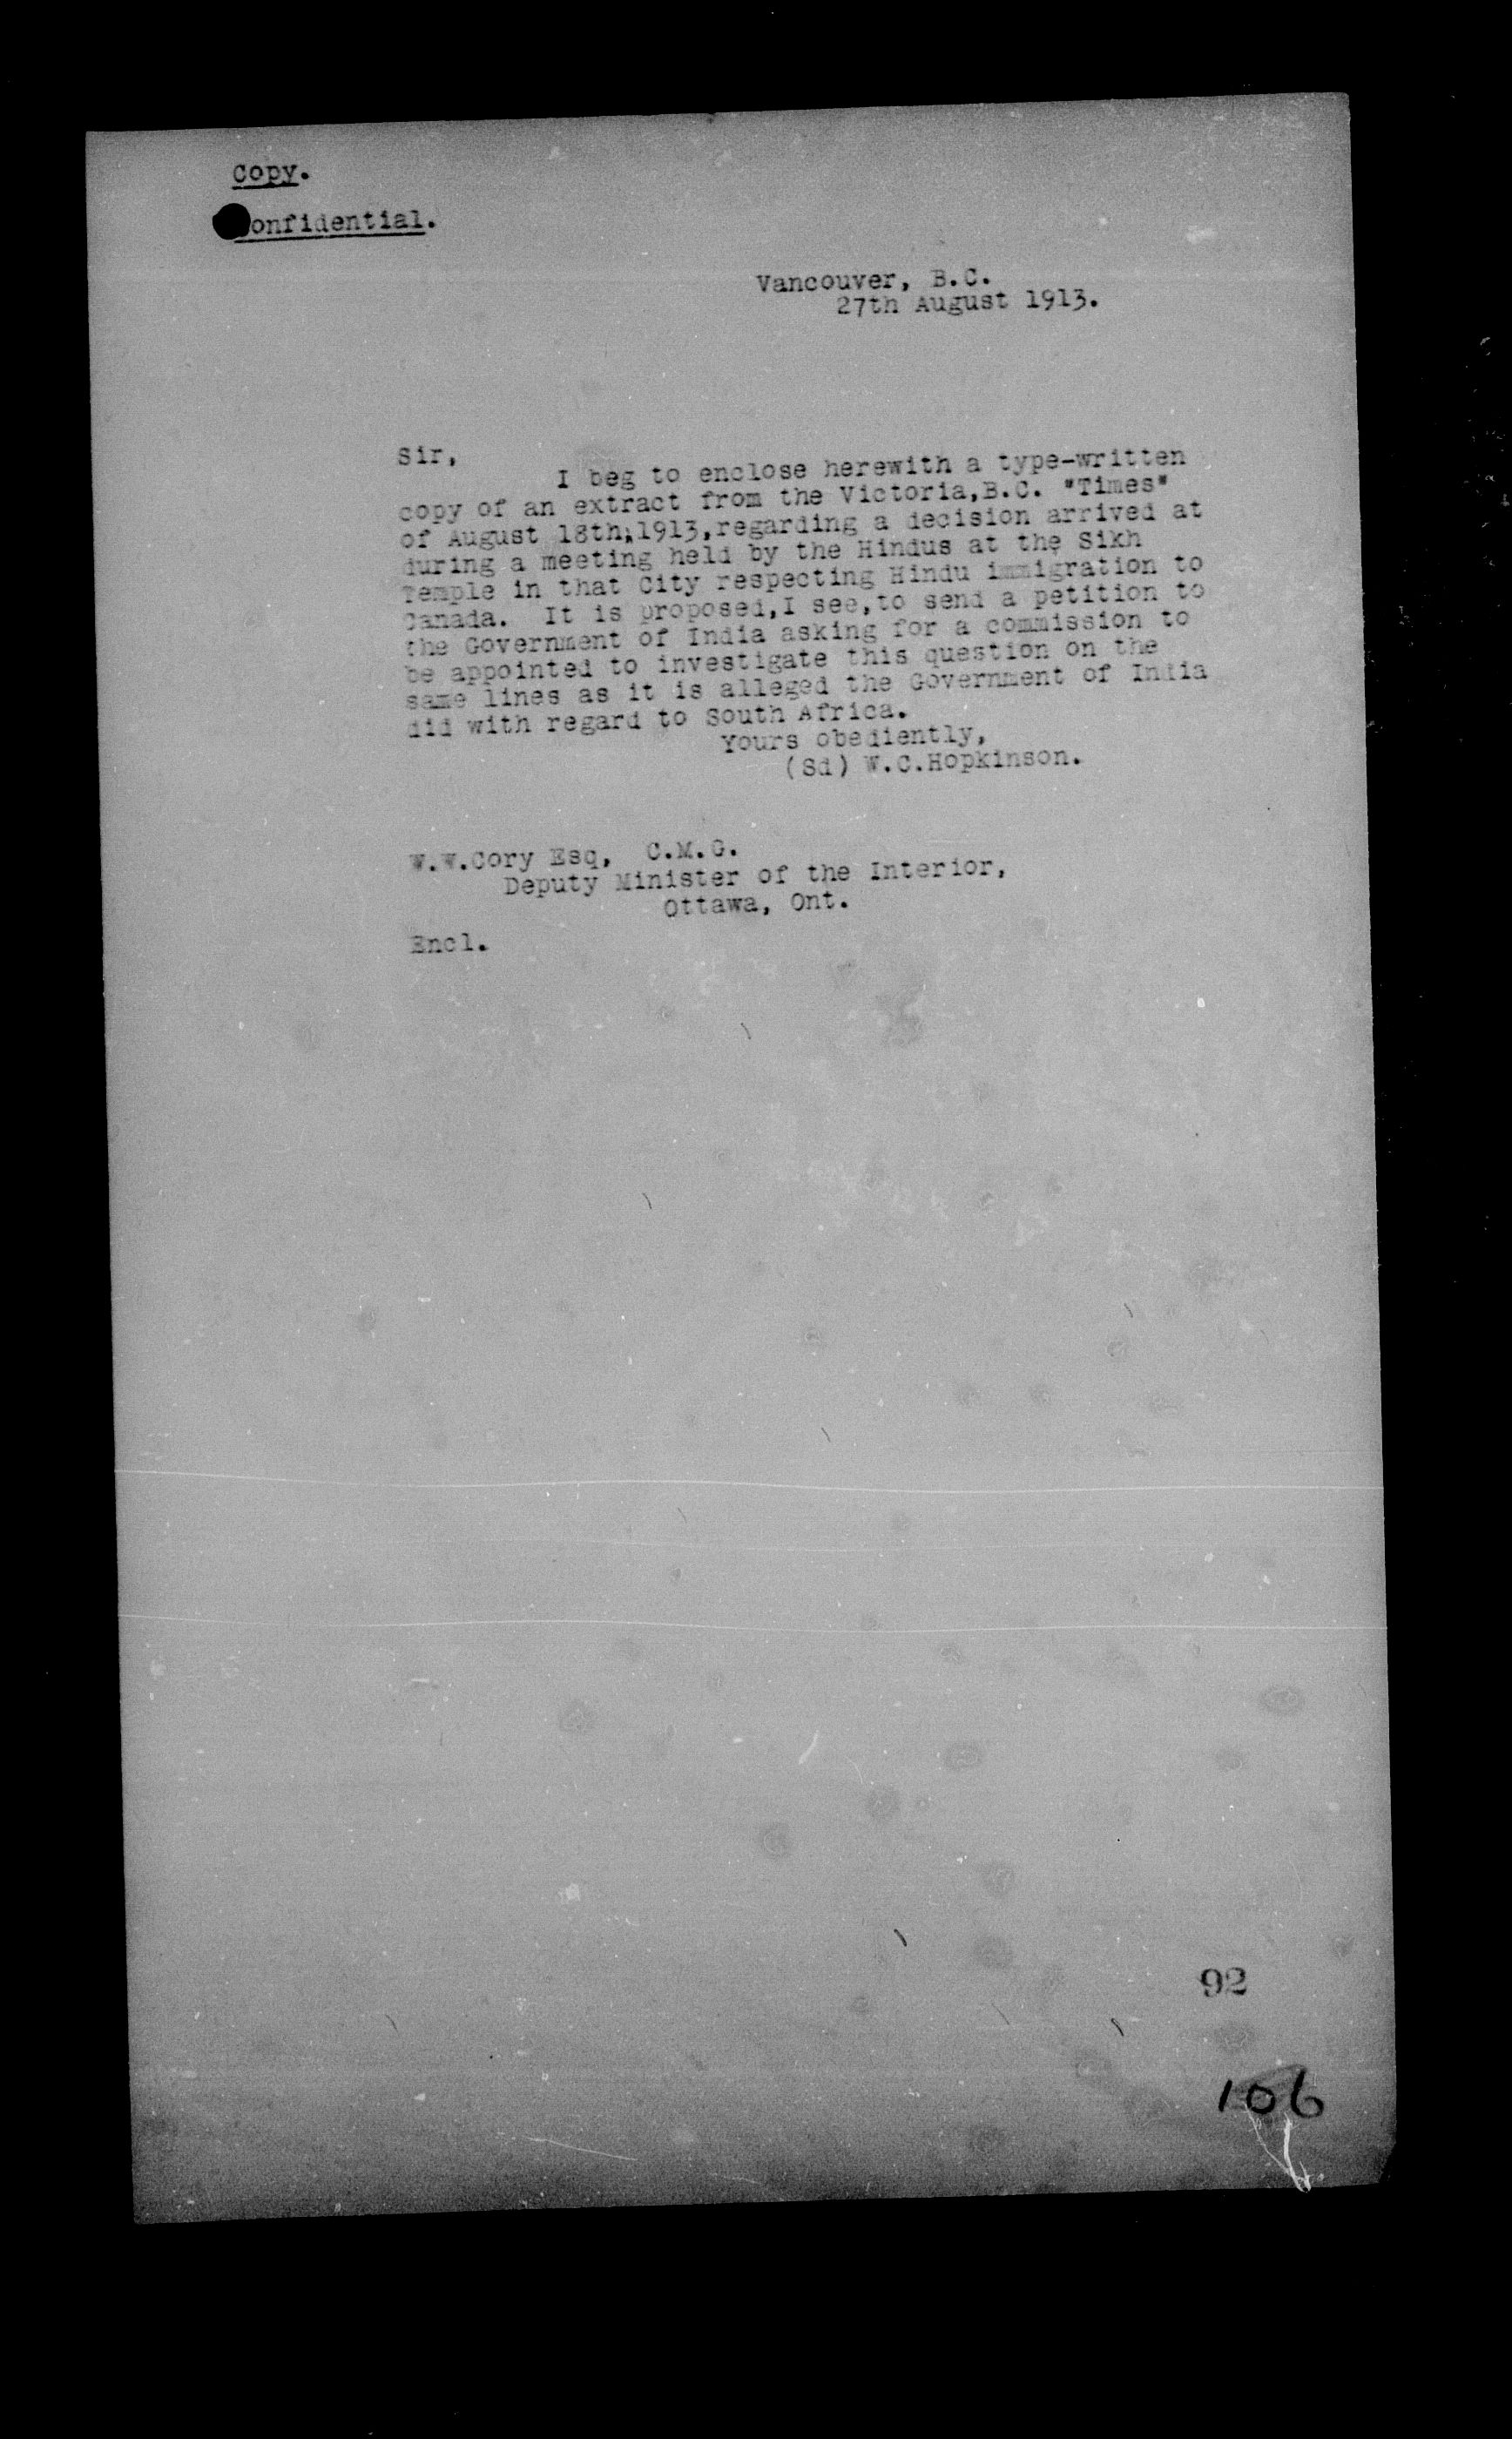 Copy.
Confidential.
Vancouver, B.C.
27th August 1913.
Sir,
I beg to enclose herewith a type-written
copy of an extract from the Victoria,B.C. "Times"
of August 18th,1913,regarding a decision arrived at
during a meeting held by the Hindus at the Sikh
Temple in that City respecting Hindu immigration to
Canada. It is proposed,I see,to send a petition to
the Government of India asking for a commission to
be appointed to investigate this question on the
same lines as it is alleged the Government of India
did with regard to South Africa.
Yours obediently,
(Sd) W.C.Hopkinson.
W.W.Cory Esq, C.M.G.
Deputy Minister of the Interior,
Ottawa, Ont.
Encl.
92
106